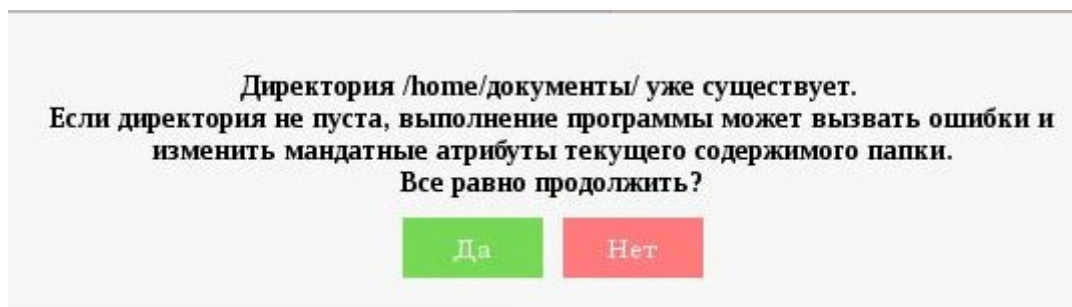 Директория /home/документы/ уже существует.
Если директория не пуста, выполнение программы может вызвать ошибки и
изменить мандатные атрибуты текущего содержимого папки.
Все равно продолжить?
Да Нет